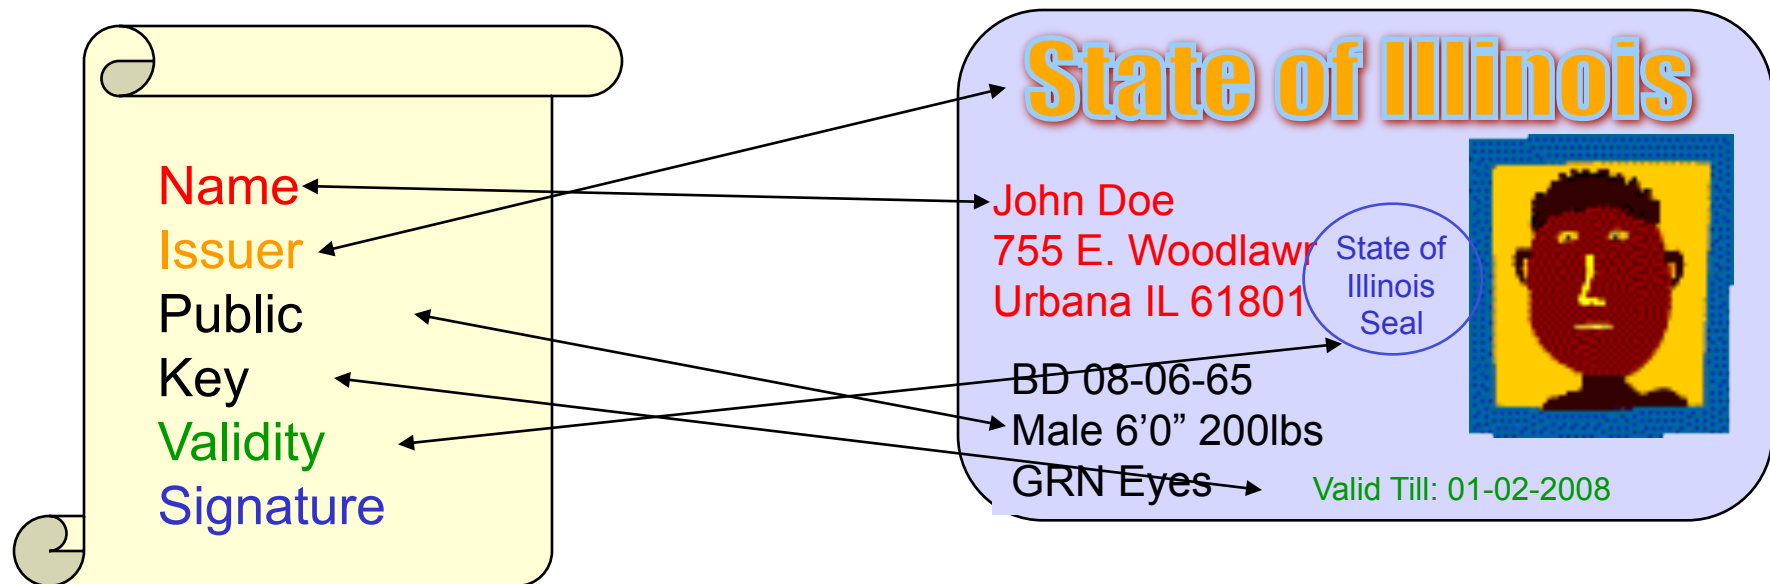 Name
Issuer
Public
Key
Validity
Signature
State of Illinois
John Doe
755 E. Woodlawr
Urbana IL 61801
State of
Illinois
Seal
BD 08-06-65
Male 6’0” 200lbs
GRN Eyes
Valid Till: 01-02-2008